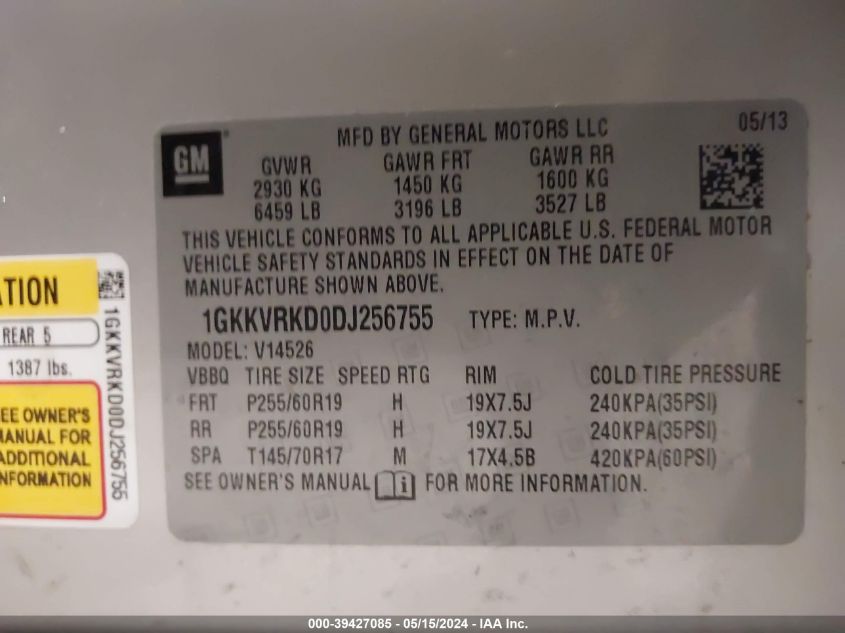 MFD BY GENERAL MOTORS LLC 05/13
GM
GVWR GAWR FRT GAWR RR
2930 KG 1450 KG 1600 KG
6459 LB 3196 LB 3527 LB
THIS VEHICLE CONFORMS TO ALL APPLICABLE U.S. FEDERAL MOTOR
VEHICLE SAFETY STANDARDS IN EFFECT ON THE DATE OF
MANUFACTURE SHOWN ABOVE.
1GKKVRKD0DJ256755 TYPE: M.P.V.
MODEL: V14526
VBBQ TIRE SIZE SPEED RTG RIM COLD TIRE PRESSURE
FRT P255/60R19 H 19X7.5J 240KPA(35PSI)
RR P255/60R19 H 19X7.5J 240KPA(35PSI)
SPA T145/70R17 M 17X4.5B 420KPA(60PSI)
SEE OWNER'S MANUAL i FOR MORE INFORMATION.
REAR 5
1387 lbs.
OWNER'S
FOR
INFORMATION
1GKKVRKD0DJ256755
000-39427085 - 05/15/2024 - IAA Inc.